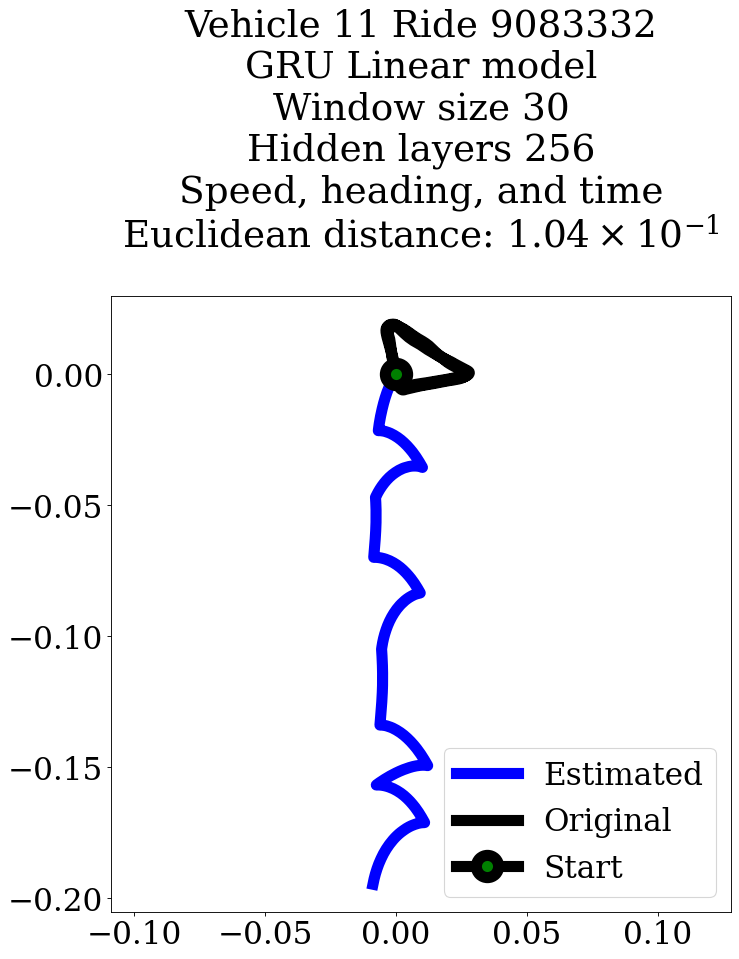 Vehicle 11 Ride 9083332
GRU Linear model
Window size 30
Hidden layers 256
Speed, heading, and time
Euclidean distance: 1.04 × 10⁻¹
0.00
−0.05
−0.10
−0.15
−0.20
Estimated
Original
Start
−0.10 −0.05 0.00 0.05 0.10